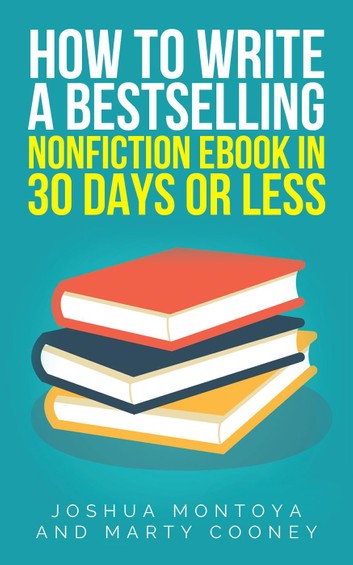 HOW TO WRITE
A BESTSELLING
NONFICTION EBOOK IN
30 DAYS OR LESS
JOSHUA MONTOYA
AND MARTY COONEY